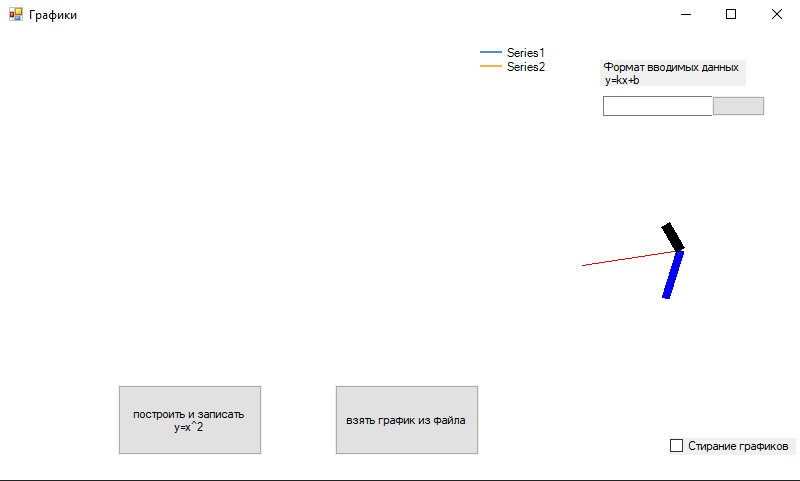 Графики
Series1
Series2
Формат вводимых данных
y=kx+b
построить и записать
y=x^2
взять график из файла
Стирание графиков